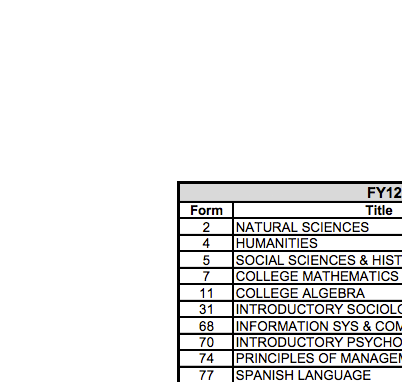 FY12
Form Title
2 NATURAL SCIENCES
4 HUMANITIES
5 SOCIAL SCIENCES & HIST
7 COLLEGE MATHEMATICS
11 COLLEGE ALGEBRA
31 INTRODUCTORY SOCIOLO
68 INFORMATION SYS & COM
70 INTRODUCTORY PSYCHO
74 PRINCIPLES OF MANAGEM
77 SPANISH LANGUAGE